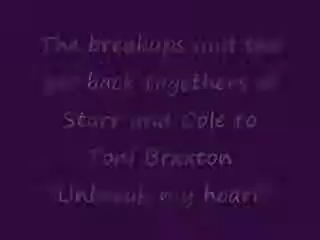 The breakups and the
get back togethers of
Starr and Cole to
Toni Braxton
"Unbreak my heart"